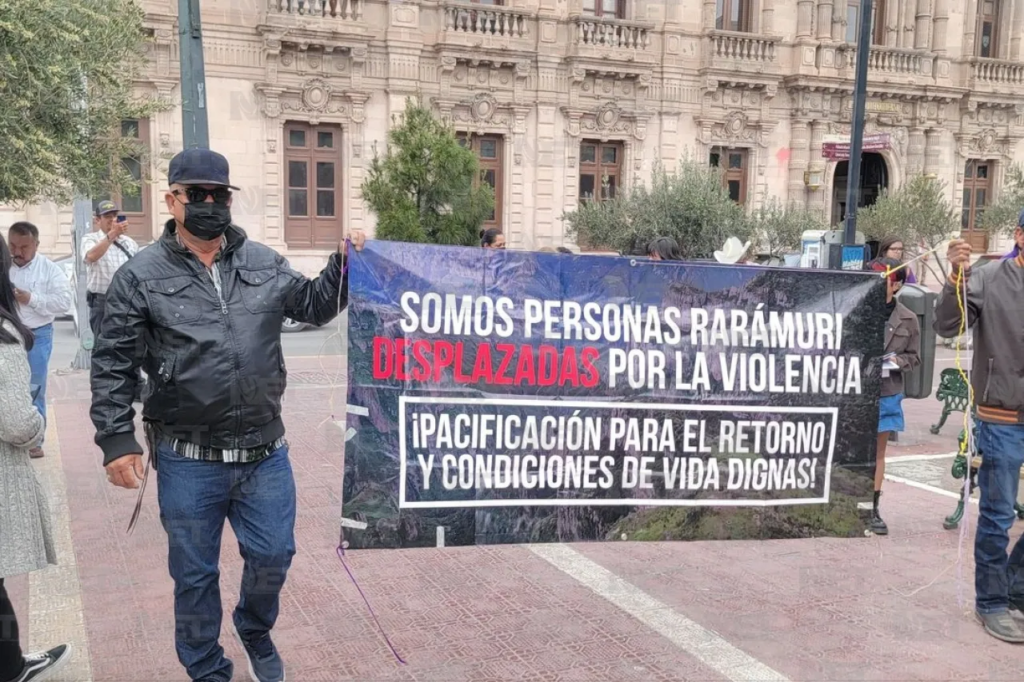 SOMOS PERSONAS RARÁMURI
DESPLAZADAS POR LA VIOLENCIA
¡PACIFICACIÓN PARA EL RETORNO
Y CONDICIONES DE VIDA DIGNAS!